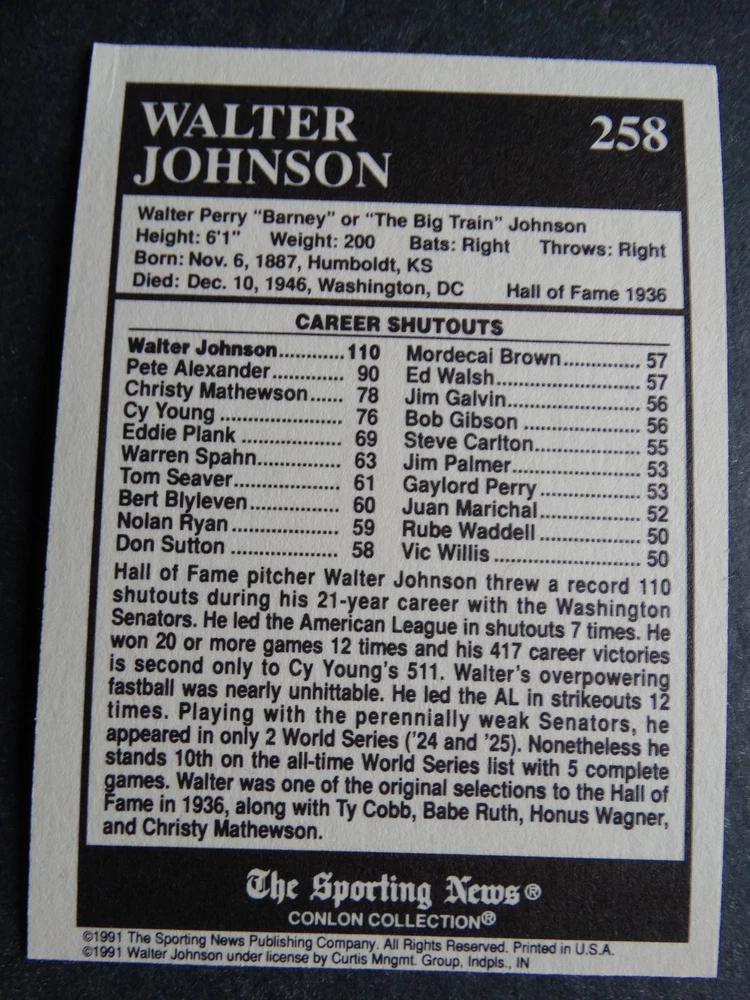 WALTER
JOHNSON
258
Walter Perry "Barney" or "The Big Train" Johnson
Height: 6'1" Weight: 200 Bats: Right Throws: Right
Born: Nov. 6, 1887, Humboldt, KS
Died: Dec. 10, 1946, Washington, DC Hall of Fame 1936
CAREER SHUTOUTS
Walter Johnson............110
Pete Alexander............. 90
Christy Mathewson...... 78
Cy Young ...................... 76
Eddie Plank .................. 69
Warren Spahn............... 63
Tom Seaver................... 61
Bert Blyleven................ 60
Nolan Ryan ................... 59
Don Sutton ................... 58
Mordecai Brown.............. 57
Ed Walsh.......................... 57
Jim Galvin........................ 56
Bob Gibson ..................... 56
Steve Carlton................... 55
Jim Palmer....................... 53
Gaylord Perry .................. 53
Juan Marichal .................. 52
Rube Waddell .................. 50
Vic Willis .......................... 50
Hall of Fame pitcher Walter Johnson threw a record 110
shutouts during his 21-year career with the Washington
Senators. He led the American League in shutouts 7 times. He
won 20 or more games 12 times and his 417 career victories
is second only to Cy Young's 511. Walter's overpowering
fastball was nearly unhittable. He led the AL in strikeouts 12
times. Playing with the perennially weak Senators, he
appeared in only 2 World Series ('24 and '25). Nonetheless he
stands 10th on the all-time World Series list with 5 complete
games. Walter was one of the original selections to the Hall of
Fame in 1936, along with Ty Cobb, Babe Ruth, Honus Wagner,
and Christy Mathewson.
The Sporting News®
CONLON COLLECTION®
©1991 The Sporting News Publishing Company. All Rights Reserved. Printed in U.S.A.
©1991 Walter Johnson under license by Curtis Mngmt. Group, Indpls., IN